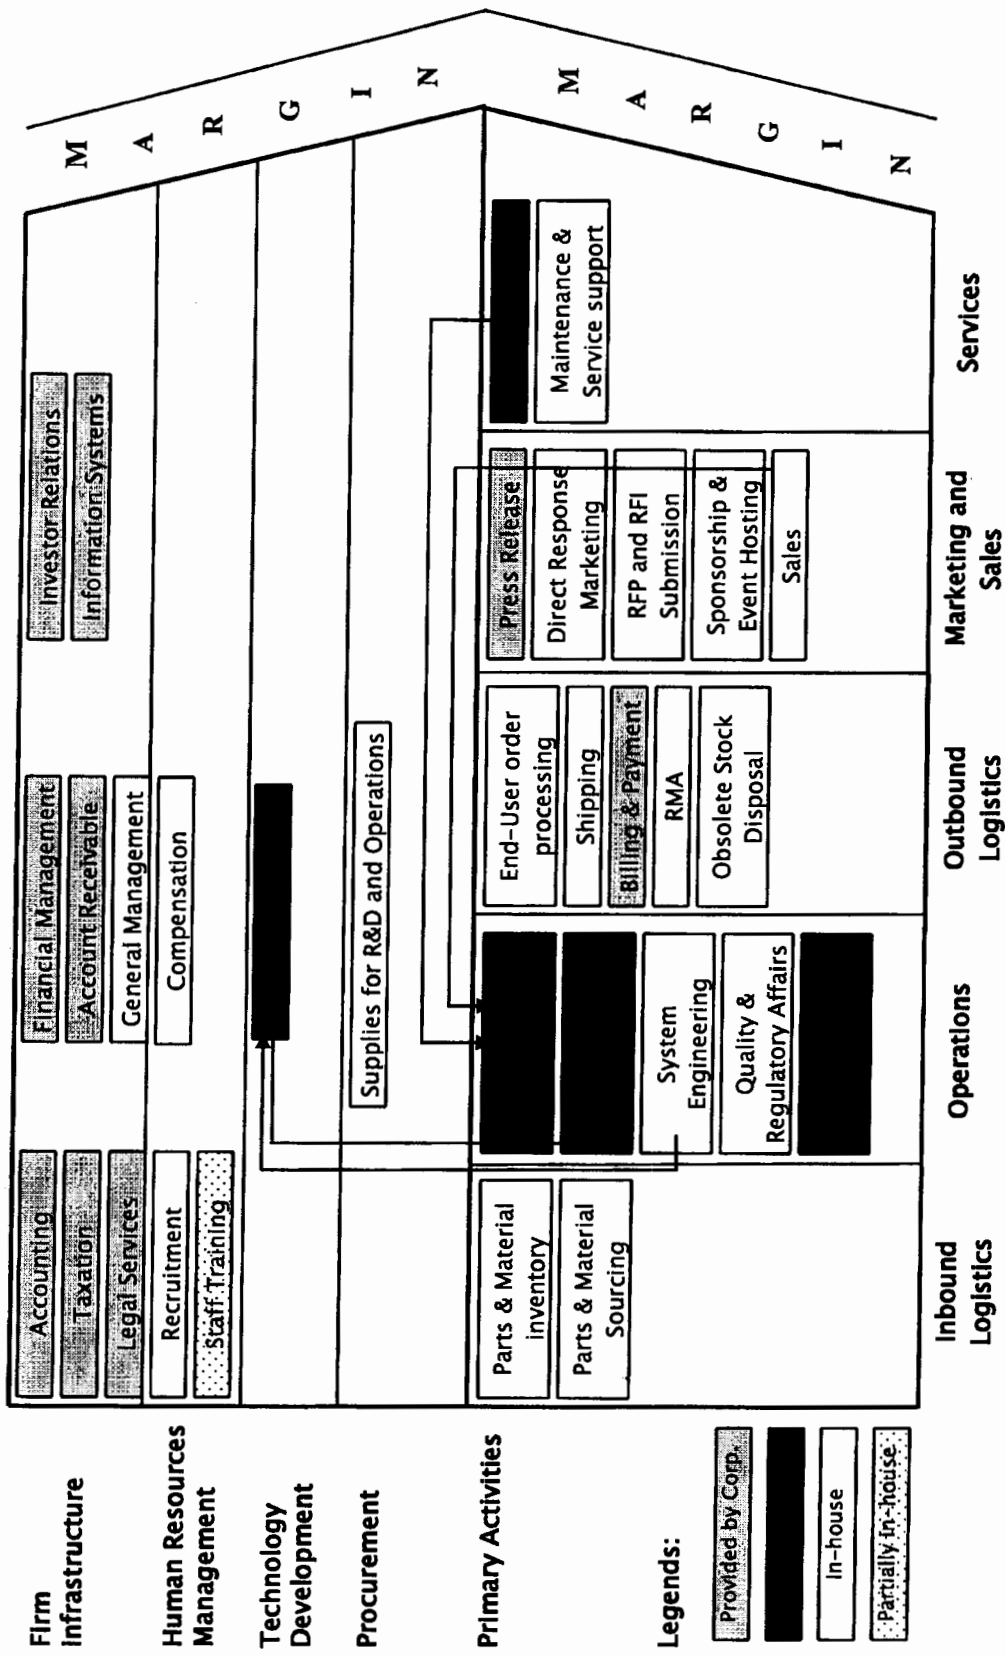 Firm
Infrastructure
Accounting
Taxation
Legal Services
Financial Management
Account Receivable
General Management
Investor Relations
Information Systems
Human Resources
Management
Recruitment
Staff Training
Compensation
Technology
Development
Procurement
Supplies for R&D and Operations
Primary Activities
Parts & Material
inventory
Parts & Material
Sourcing
System
Engineering
Quality &
Regulatory Affairs
End-User order
processing
Shipping
Billing & Payment
RMA
Obsolete Stock
Disposal
Press Release
Direct Response
Marketing
RFP and RFI
Submission
Sponsorship &
Event Hosting
Sales
Maintenance &
Service support
MARGIN
MARGIN
Inbound
Logistics
Operations
Outbound
Logistics
Marketing and
Sales
Services
Legends:
Provided by Corp.
In-house
Partially in-house